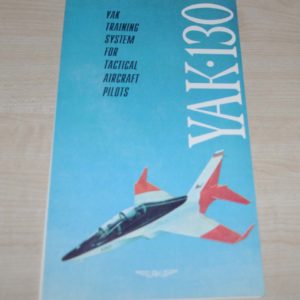 YAK
TRAINING
SYSTEM
FOR
TACTICAL
AIRCRAFT
PILOTS
YAK·130